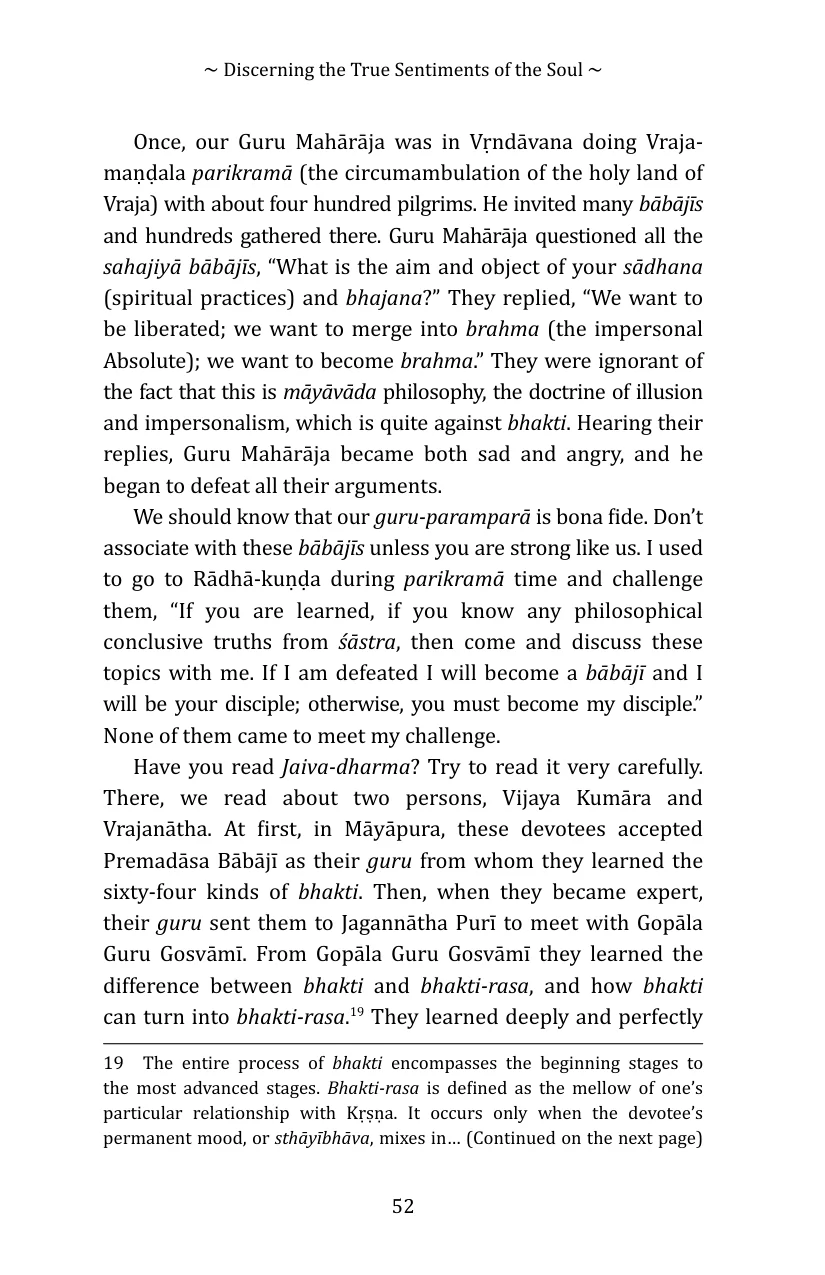 ~ Discerning the True Sentiments of the Soul ~
Once, our Guru Mahārāja was in Vṛndāvana doing Vraja-
maṇḍala parikramā (the circumambulation of the holy land of
Vraja) with about four hundred pilgrims. He invited many bābājīs
and hundreds gathered there. Guru Mahārāja questioned all the
sahajiyā bābājīs, “What is the aim and object of your sādhana
(spiritual practices) and bhajana?” They replied, “We want to
be liberated; we want to merge into brahma (the impersonal
Absolute); we want to become brahma.” They were ignorant of
the fact that this is māyāvāda philosophy, the doctrine of illusion
and impersonalism, which is quite against bhakti. Hearing their
replies, Guru Mahārāja became both sad and angry, and he
began to defeat all their arguments.
We should know that our guru-paramparā is bona fide. Don’t
associate with these bābājīs unless you are strong like us. I used
to go to Rādhā-kuṇḍa during parikramā time and challenge
them, “If you are learned, if you know any philosophical
conclusive truths from śāstra, then come and discuss these
topics with me. If I am defeated I will become a bābājī and I
will be your disciple; otherwise, you must become my disciple.”
None of them came to meet my challenge.
Have you read Jaiva-dharma? Try to read it very carefully.
There, we read about two persons, Vijaya Kumāra and
Vrajanātha. At first, in Māyāpura, these devotees accepted
Premadāsa Bābājī as their guru from whom they learned the
sixty-four kinds of bhakti. Then, when they became expert,
their guru sent them to Jagannātha Purī to meet with Gopāla
Guru Gosvāmī. From Gopāla Guru Gosvāmī they learned the
difference between bhakti and bhakti-rasa, and how bhakti
can turn into bhakti-rasa.19 They learned deeply and perfectly
19 The entire process of bhakti encompasses the beginning stages to
the most advanced stages. Bhakti-rasa is defined as the mellow of one’s
particular relationship with Kṛṣṇa. It occurs only when the devotee’s
permanent mood, or sthāyībhāva, mixes in… (Continued on the next page)
52